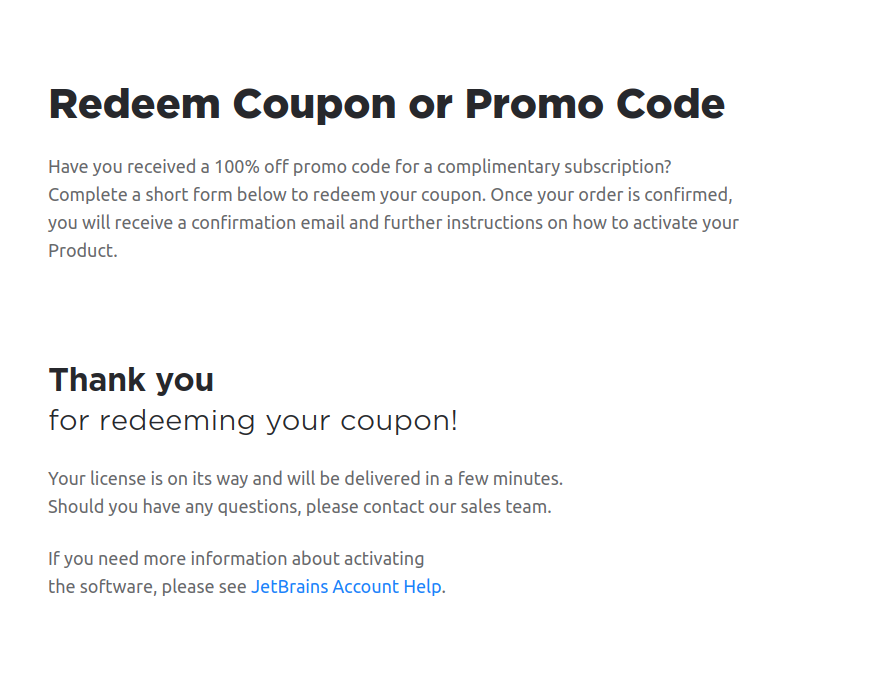 Redeem Coupon or Promo Code
Have you received a 100% off promo code for a complimentary subscription?
Complete a short form below to redeem your coupon. Once your order is confirmed,
you will receive a confirmation email and further instructions on how to activate your
Product.
Thank you
for redeeming your coupon!
Your license is on its way and will be delivered in a few minutes.
Should you have any questions, please contact our sales team.
If you need more information about activating
the software, please see JetBrains Account Help.